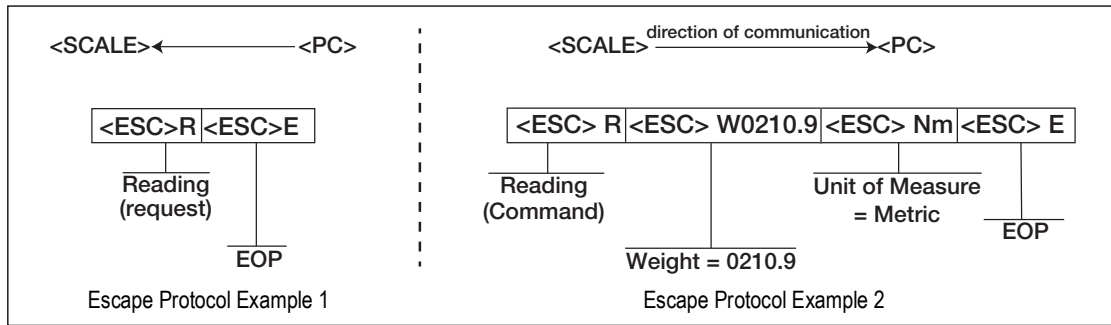 <SCALE> <PC>
<ESC>R <ESC>E
Reading
(request)
EOP
Escape Protocol Example 1
<SCALE> direction of communication <PC>
<ESC> R <ESC> W0210.9 <ESC> Nm <ESC> E
Reading
(Command)
Weight = 0210.9
Unit of Measure
= Metric
EOP
Escape Protocol Example 2